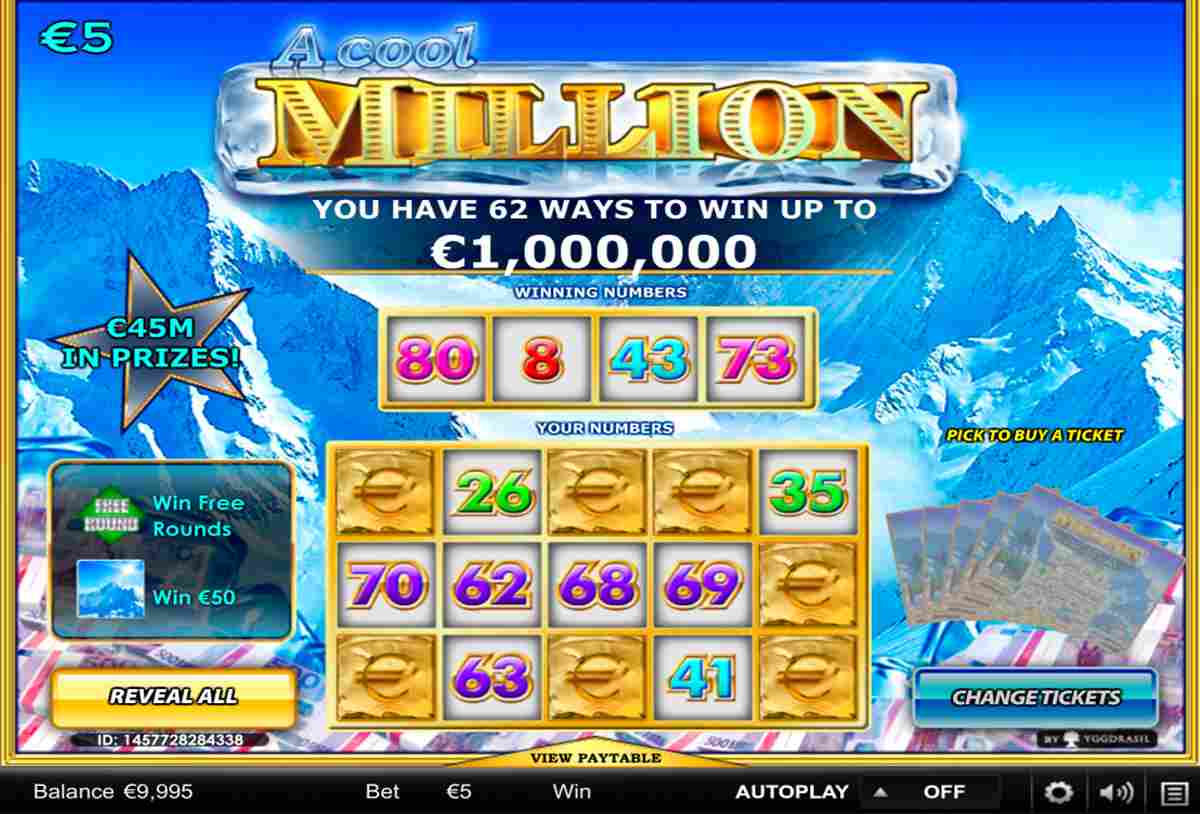 €5
A cool
MILLION
YOU HAVE 62 WAYS TO WIN UP TO
€1,000,000
WINNING NUMBERS
80 8 43 73
€45M
IN PRIZES!
YOUR NUMBERS
PICK TO BUY A TICKET
€ 26 € € 35
70 62 68 69 €
€ 63 € 41 €
FREE
ROUND
Win Free
Rounds
Win €50
REVEAL ALL
CHANGE TICKETS
ID: 1457728284338
BY YGGDRASIL
VIEW PAYTABLE
Balance €9,995 Bet €5 Win AUTOPLAY OFF